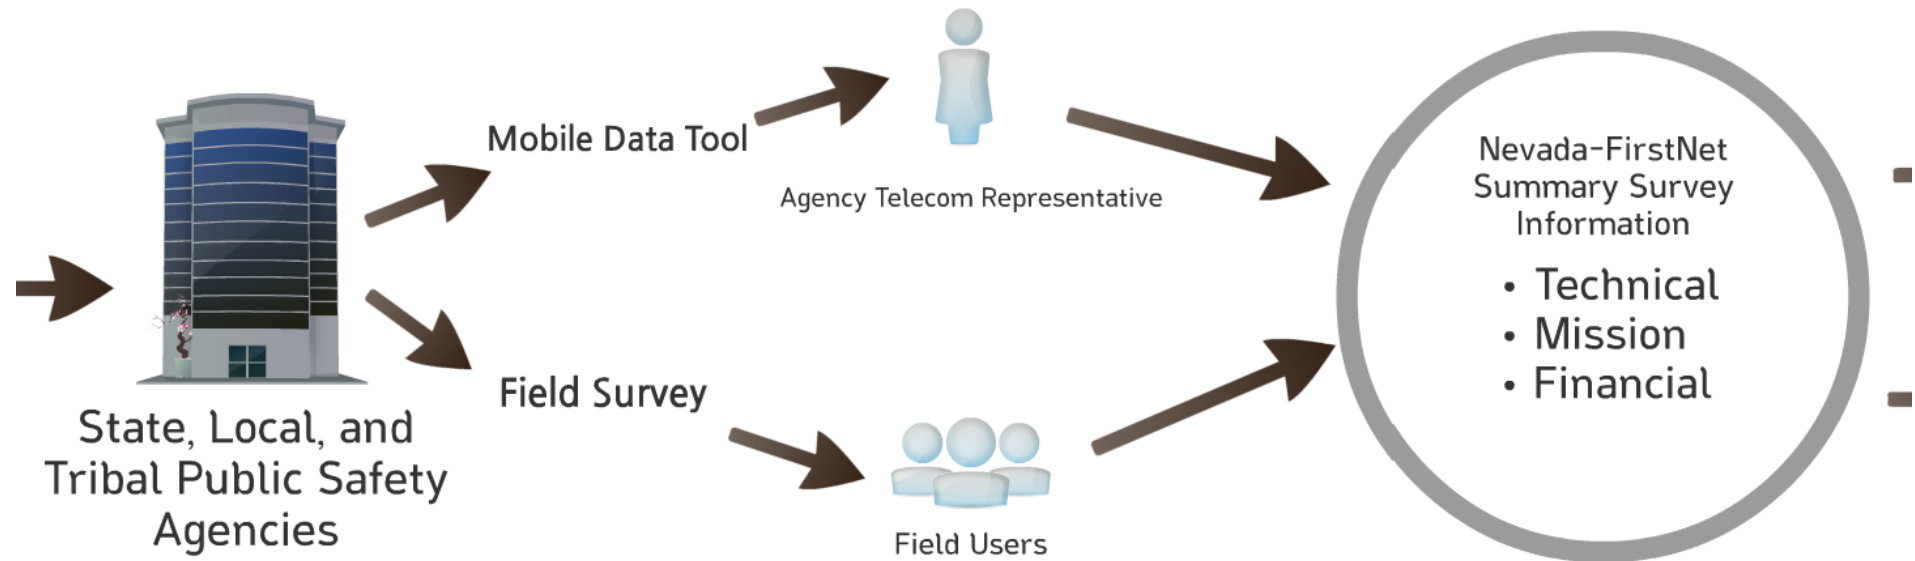 State, Local, and
Tribal Public Safety
Agencies
Mobile Data Tool
Agency Telecom Representative
Field Survey
Field Users
Nevada-FirstNet
Summary Survey
Information
• Technical
• Mission
• Financial